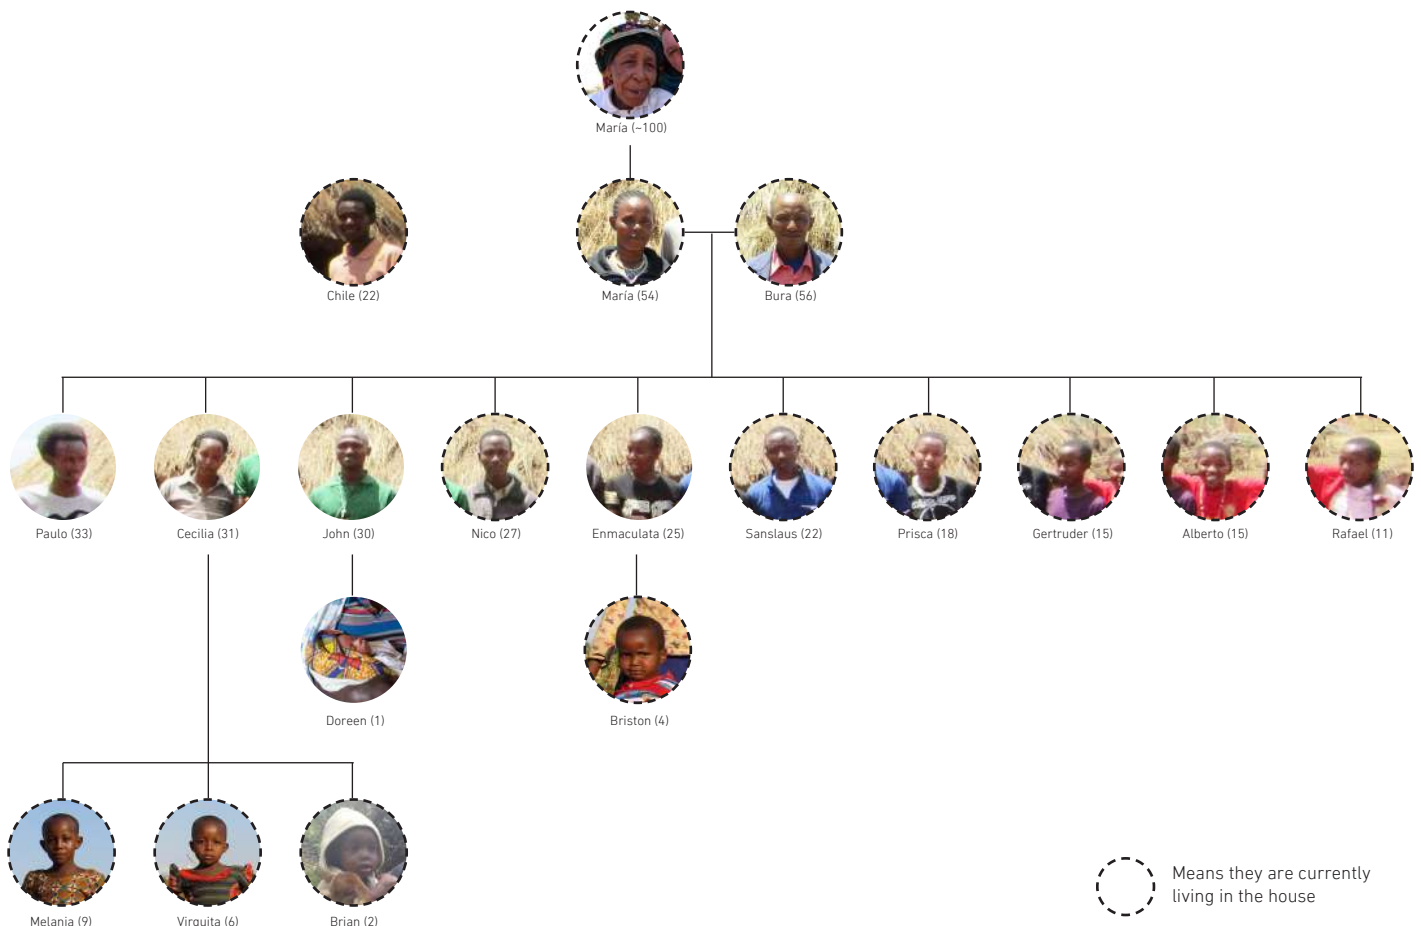 María (~100)
Chile (22)
María (54)
Bura (56)
Paulo (33)
Cecilia (31)
John (30)
Nico (27)
Enmaculata (25)
Sanslaus (22)
Prisca (18)
Gertruder (15)
Alberto (15)
Rafael (11)
Doreen (1)
Briston (4)
Melania (9)
Virquita (6)
Brian (2)
Means they are currently
living in the house